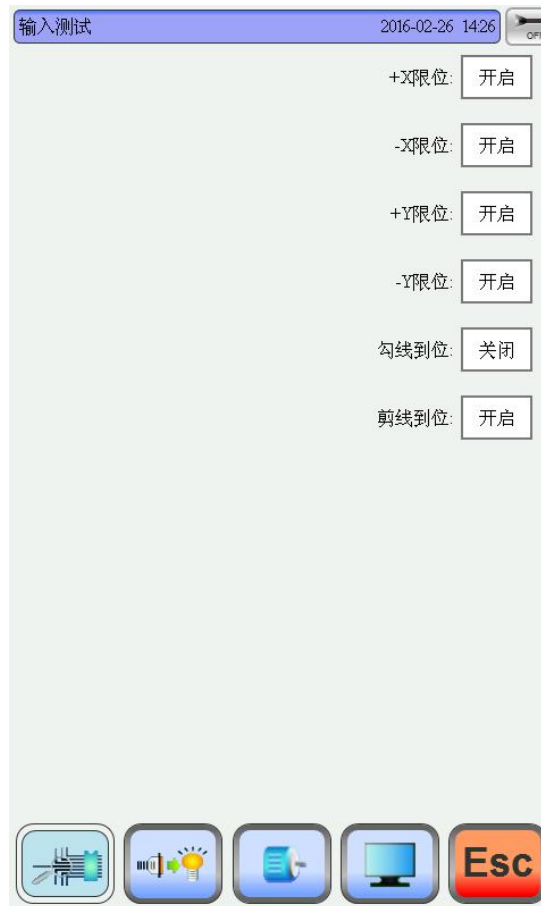 输入测试 2016-02-26 14:26 OFF
+X限位: 开启
-X限位: 开启
+Y限位: 开启
-Y限位: 开启
勾线到位: 关闭
剪线到位: 开启
Esc